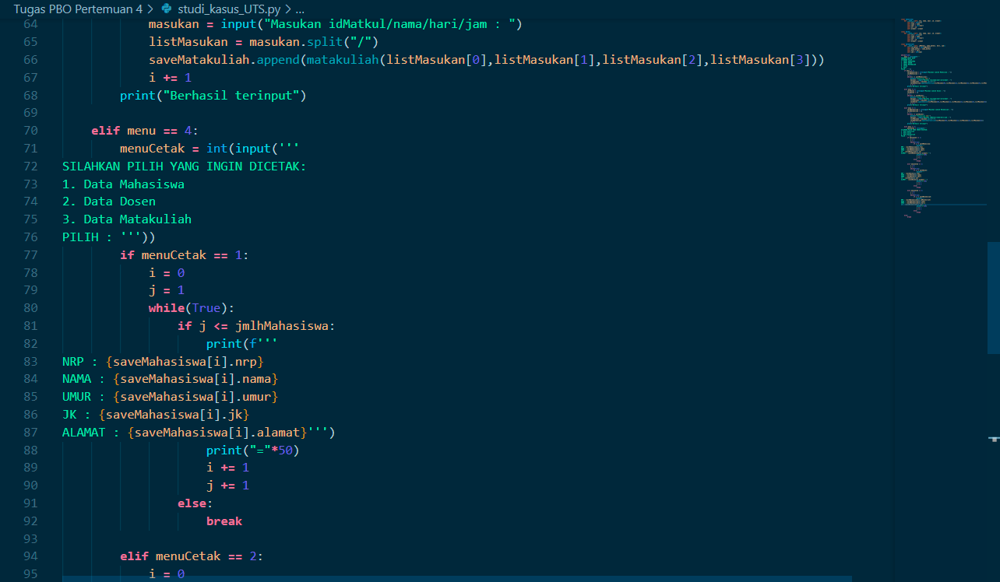 Tugas PBO Pertemuan 4 > studi_kasus_UTS.py > ...
64 masukan = input("Masukan idMatkul/nama/hari/jam : ")
65 listMasukan = masukan.split("/")
66 saveMatakuliah.append(matakuliah(listMasukan[0],listMasukan[1],listMasukan[2],listMasukan[3]))
67 i += 1
68 print("Berhasil terinput")
69
70 elif menu == 4:
71 menuCetak = int(input('''
72 SILAHKAN PILIH YANG INGIN DICETAK:
73 1. Data Mahasiswa
74 2. Data Dosen
75 3. Data Matakuliah
76 PILIH : '''))
77 if menuCetak == 1:
78 i = 0
79 j = 1
80 while(True):
81 if j <= jmlhMahasiswa:
82 print(f'''
83 NRP : {saveMahasiswa[i].nrp}
84 NAMA : {saveMahasiswa[i].nama}
85 UMUR : {saveMahasiswa[i].umur}
86 JK : {saveMahasiswa[i].jk}
87 ALAMAT : {saveMahasiswa[i].alamat}''')
88 print("="*50)
89 i += 1
90 j += 1
91 else:
92 break
93
94 elif menuCetak == 2:
95 i = 0